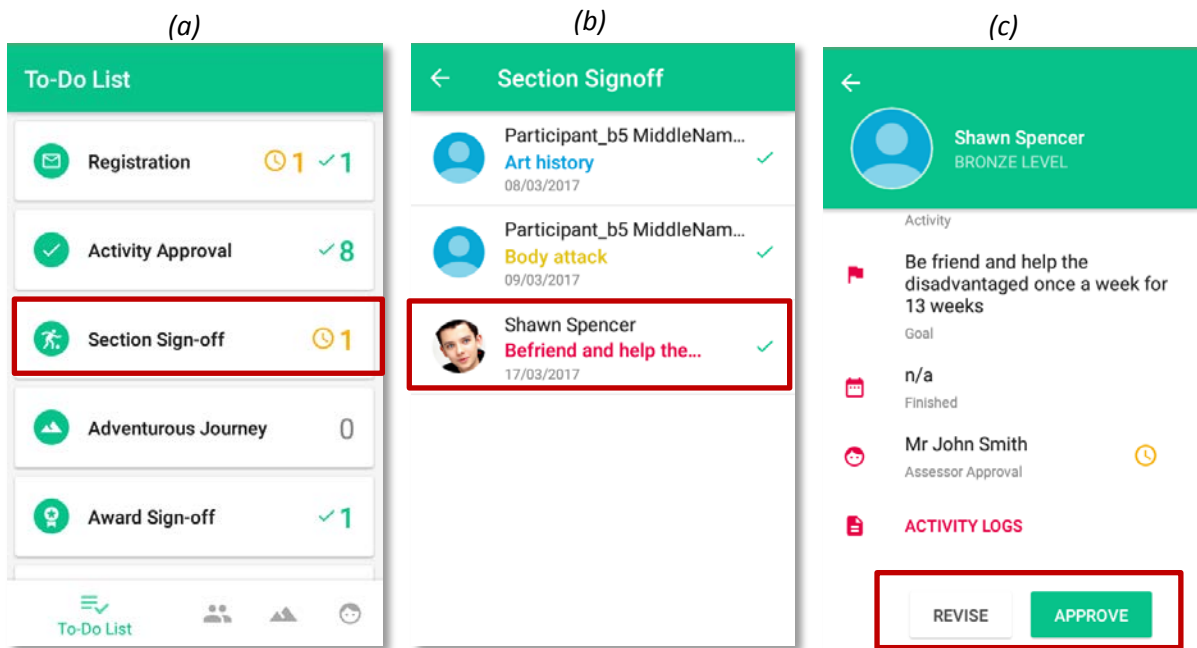 (a)
To-Do List
Registration 1 1
Activity Approval 8
Section Sign-off 1
Adventurous Journey 0
Award Sign-off 1
To-Do List
(b)
Section Signoff
Participant_b5 MiddleNam...
Art history
08/03/2017
Participant_b5 MiddleNam...
Body attack
09/03/2017
Shawn Spencer
Befriend and help the...
17/03/2017
(c)
Shawn Spencer
BRONZE LEVEL
Activity
Be friend and help the
disadvantaged once a week for
13 weeks
Goal
n/a
Finished
Mr John Smith
Assessor Approval
ACTIVITY LOGS
REVISE APPROVE